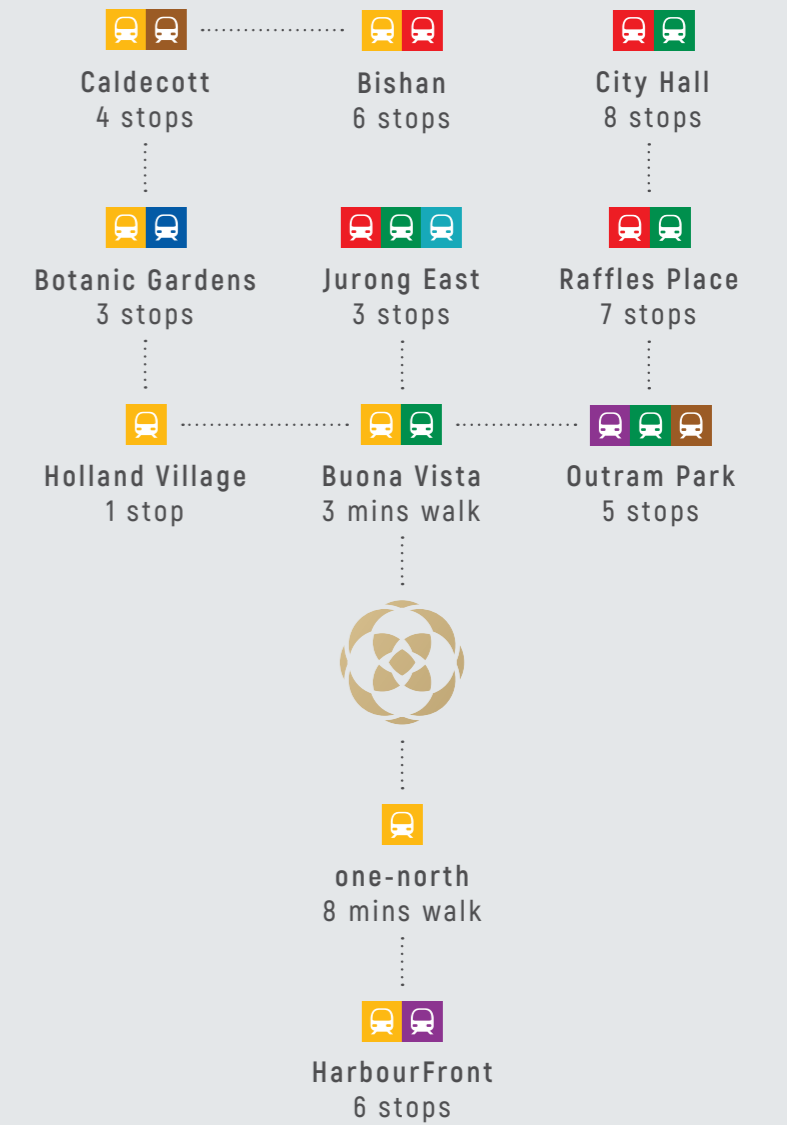 Caldecott
4 stops
Bishan
6 stops
City Hall
8 stops
Botanic Gardens
3 stops
Jurong East
3 stops
Raffles Place
7 stops
Holland Village
1 stop
Buona Vista
3 mins walk
Outram Park
5 stops
one-north
8 mins walk
HarbourFront
6 stops